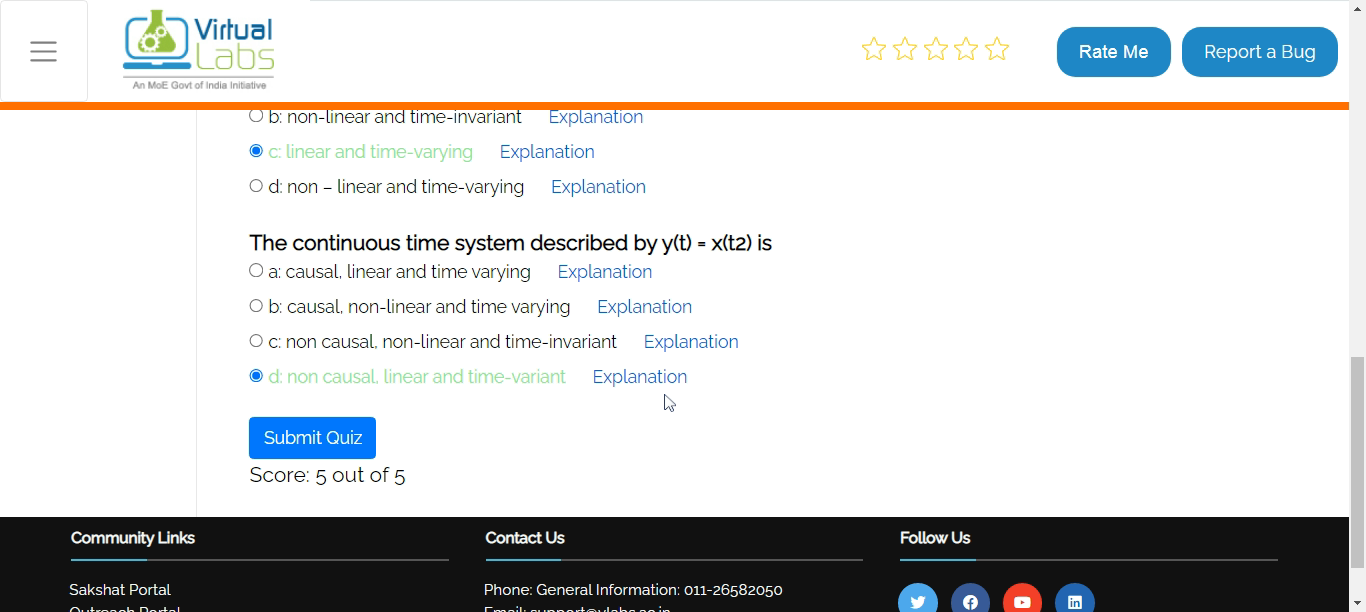 Virtual
Labs
An MoE Govt of India Initiative
Rate Me
Report a Bug
b: non-linear and time-invariant Explanation
c: linear and time-varying Explanation
d: non – linear and time-varying Explanation
The continuous time system described by y(t) = x(t2) is
a: causal, linear and time varying Explanation
b: causal, non-linear and time varying Explanation
c: non causal, non-linear and time-invariant Explanation
d: non causal, linear and time-variant Explanation
Submit Quiz
Score: 5 out of 5
Community Links
Contact Us
Follow Us
Sakshat Portal
Phone: General Information: 011-26582050
Outreach Portal
Email: support@vlabs.ac.in